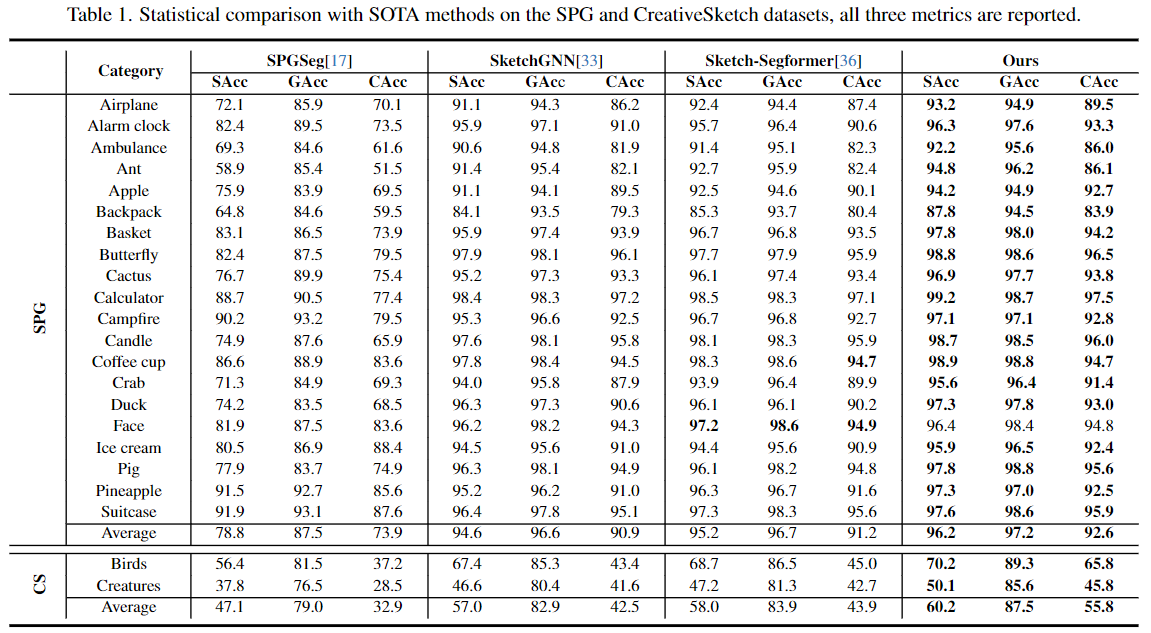 Table 1. Statistical comparison with SOTA methods on the SPG and CreativeSketch datasets, all three metrics are reported.
Category SPGSeg[17] SketchGNN[33] Sketch-Segformer[36] Ours
SAcc GAcc CAcc SAcc GAcc CAcc SAcc GAcc CAcc SAcc GAcc CAcc
SPG
Airplane 72.1 85.9 70.1 91.1 94.3 86.2 92.4 94.4 87.4 93.2 94.9 89.5
Alarm clock 82.4 89.5 73.5 95.9 97.1 91.0 95.7 96.4 90.6 96.3 97.6 93.3
Ambulance 69.3 84.6 61.6 90.6 94.8 81.9 91.4 95.1 82.3 92.2 95.6 86.0
Ant 58.9 85.4 51.5 91.4 95.4 82.1 92.7 95.9 82.4 94.8 96.2 86.1
Apple 75.9 83.9 69.5 91.1 94.1 89.5 92.5 94.6 90.1 94.2 94.9 92.7
Backpack 64.8 84.6 59.5 84.1 93.5 79.3 85.3 93.7 80.4 87.8 94.5 83.9
Basket 83.1 86.5 73.9 95.9 97.4 93.9 96.7 96.8 93.5 97.8 98.0 94.2
Butterfly 82.4 87.5 79.5 97.9 98.1 96.1 97.7 97.9 95.9 98.8 98.6 96.5
Cactus 76.7 89.9 75.4 95.2 97.3 93.3 96.1 97.4 93.4 96.9 97.7 93.8
Calculator 88.7 90.5 77.4 98.4 98.3 97.2 98.5 98.3 97.1 99.2 98.7 97.5
Campfire 90.2 93.2 79.5 95.3 96.6 92.5 96.7 96.8 92.7 97.1 97.1 92.8
Candle 74.9 87.6 65.9 97.6 98.1 95.8 98.1 98.3 95.9 98.7 98.5 96.0
Coffee cup 86.6 88.9 83.6 97.8 98.4 94.5 98.3 98.6 94.7 98.9 98.8 94.7
Crab 71.3 84.9 69.3 94.0 95.8 87.9 93.9 96.4 89.9 95.6 96.4 91.4
Duck 74.2 83.5 68.5 96.3 97.3 90.6 96.1 96.1 90.2 97.3 97.8 93.0
Face 81.9 87.5 83.6 96.2 98.2 94.3 97.2 98.6 94.9 96.4 98.4 94.8
Ice cream 80.5 86.9 88.4 94.5 95.6 91.0 94.4 95.6 90.9 95.9 96.5 92.4
Pig 77.9 83.7 74.9 96.3 98.1 94.9 96.1 98.2 94.8 97.8 98.8 95.6
Pineapple 91.5 92.7 85.6 95.2 96.2 91.0 96.3 96.7 91.6 97.3 97.0 92.5
Suitcase 91.9 93.1 87.6 96.4 97.8 95.1 97.3 98.3 95.6 97.6 98.6 95.9
Average 78.8 87.5 73.9 94.6 96.6 90.9 95.2 96.7 91.2 96.2 97.2 92.6
CS
Birds 56.4 81.5 37.2 67.4 85.3 43.4 68.7 86.5 45.0 70.2 89.3 65.8
Creatures 37.8 76.5 28.5 46.6 80.4 41.6 47.2 81.3 42.7 50.1 85.6 45.8
Average 47.1 79.0 32.9 57.0 82.9 42.5 58.0 83.9 43.9 60.2 87.5 55.8